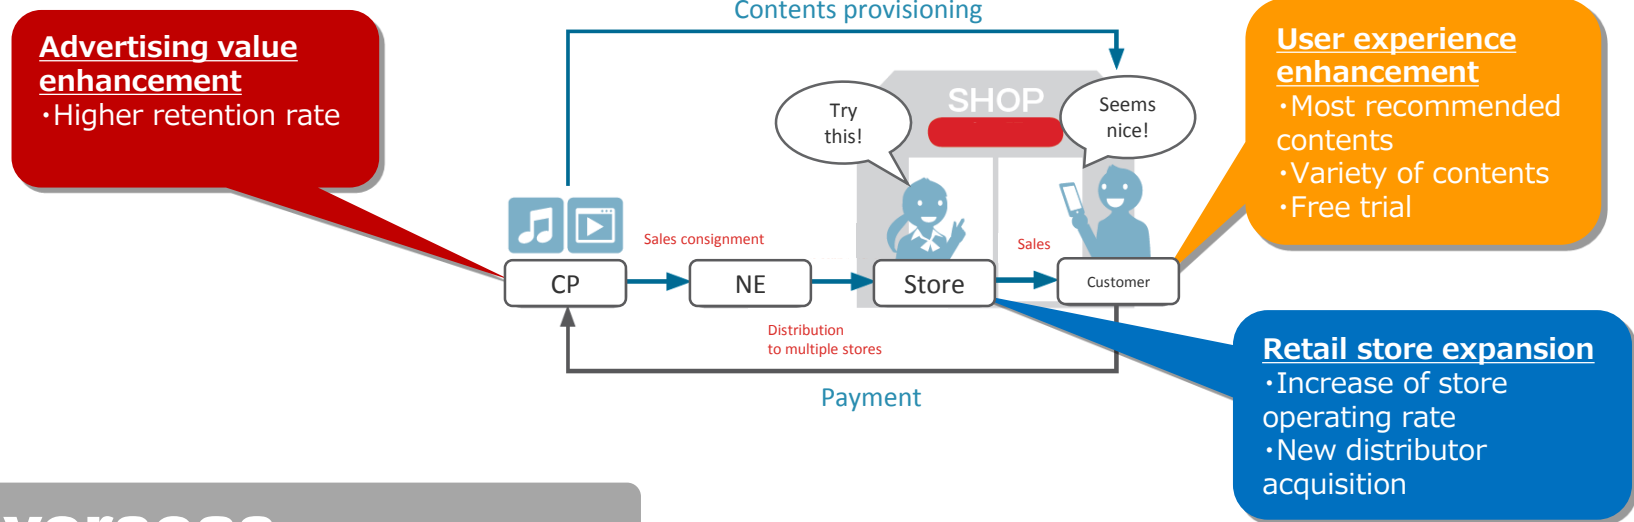 Contents provisioning
Advertising value
enhancement
・Higher retention rate
User experience
enhancement
・Most recommended
contents
・Variety of contents
・Free trial
SHOP
Try
this!
Seems
nice!
Sales consignment
Sales
CP
NE
Store
Customer
Distribution
to multiple stores
Payment
Retail store expansion
・Increase of store
operating rate
・New distributor
acquisition